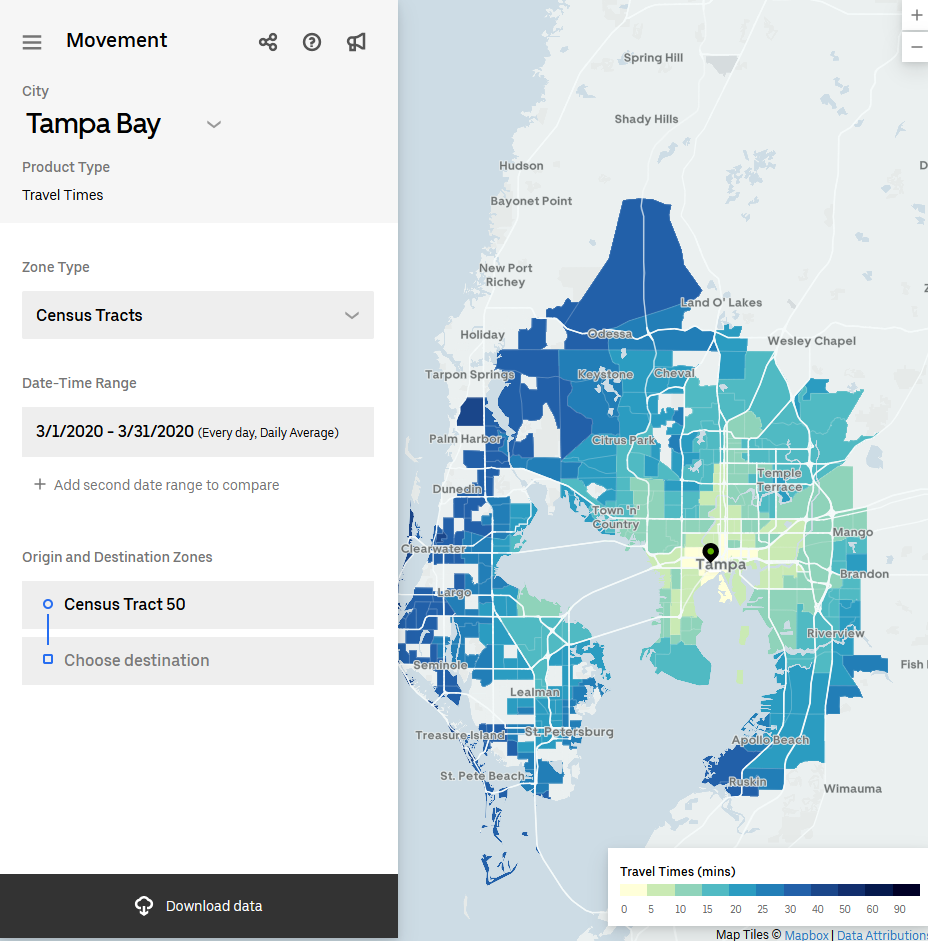 Movement
City
Tampa Bay
Product Type
Travel Times
Zone Type
Census Tracts
Date-Time Range
3/1/2020 - 3/31/2020 (Every day, Daily Average)
+ Add second date range to compare
Origin and Destination Zones
Census Tract 50
Choose destination
Download data
+
−
Spring Hill
Shady Hills
Hudson
Bayonet Point
New Port
Richey
Land O' Lakes
Holiday
Odessa
Wesley Chapel
Tarpon Springs
Keystone
Cheval
Palm Harbor
Citrus Park
Temple
Terrace
Dunedin
Town 'n'
Country
Mango
Clearwater
Tampa
Brandon
Largo
Riverview
Seminole
Fish
Lealman
Treasure Island
St. Petersburg
Apollo Beach
St. Pete Beach
Ruskin
Wimauma
Travel Times (mins)
0 5 10 15 20 25 30 40 50 60 90
Map Tiles © Mapbox | Data Attributions